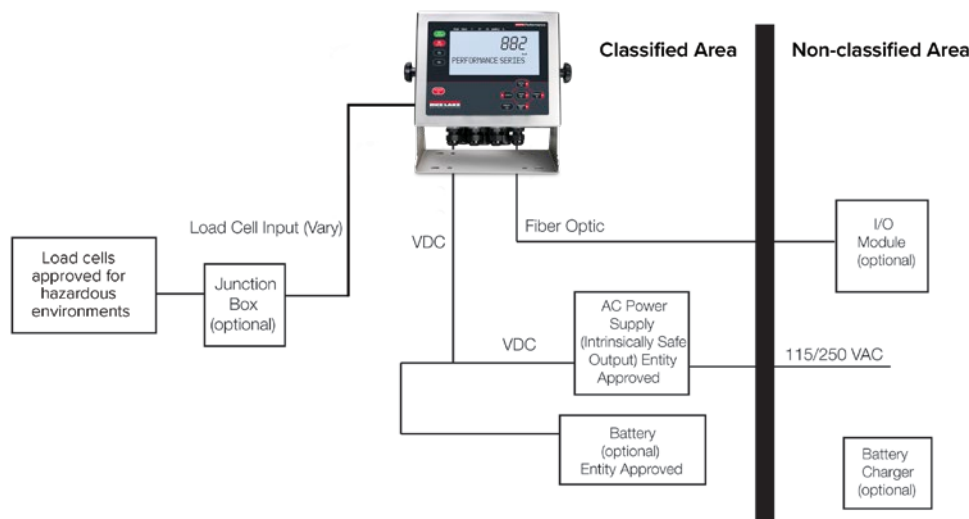 882
PERFORMANCE SERIES
RICE LAKE
Classified Area
Non-classified Area
Load Cell Input (Vary)
VDC
Fiber Optic
Load cells
approved for
hazardous
environments
Junction
Box
(optional)
I/O
Module
(optional)
VDC
AC Power
Supply
(Intrinsically Safe
Output) Entity
Approved
115/250 VAC
Battery
(optional)
Entity Approved
Battery
Charger
(optional)